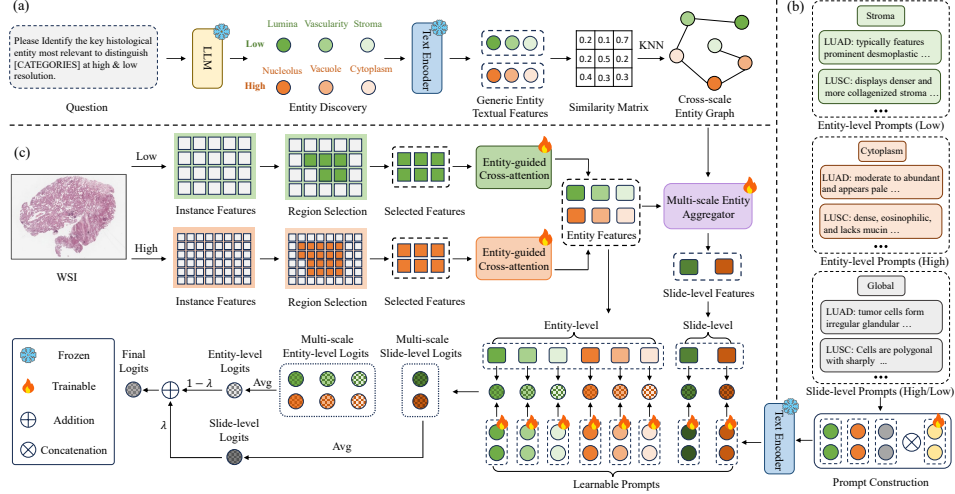 (a)
Please Identify the key histological
entity most relevant to distinguish
[CATEGORIES] at high & low
resolution.
Question
LLM
Lumina Vascularity Stroma
Low
Nucleolus Vacuole Cytoplasm
High
Entity Discovery
Text Encoder
Generic Entity
Textual Features
0.2 0.1 0.7
0.2 0.5 0.2
0.4 0.3 0.3
Similarity Matrix
KNN
Cross-scale
Entity Graph
(b)
Stroma
LUAD: typically features
prominent desmoplastic ...
LUSC: displays denser and
more collagenized stroma ...
•••
Entity-level Prompts (Low)
Cytoplasm
LUAD: moderate to abundant
and appears pale ...
LUSC: dense, eosinophilic,
and lacks mucin ...
•••
Entity-level Prompts (High)
Global
LUAD: tumor cells form
irregular glandular ...
LUSC: Cells are polygonal
with sharply ...
•••
Slide-level Prompts (High/Low)
Text Encoder
Prompt Construction
(c)
WSI
Low
High
Instance Features
Region Selection
Selected Features
Entity-guided
Cross-attention
Instance Features
Region Selection
Selected Features
Entity-guided
Cross-attention
Entity Features
Multi-scale Entity
Aggregator
Slide-level Features
Entity-level
Slide-level
Learnable Prompts
Multi-scale
Slide-level Logits
Multi-scale
Entity-level Logits
Avg
Entity-level
Logits
1 − λ
Final
Logits
λ
Slide-level
Logits
Avg
Frozen
Trainable
Addition
Concatenation